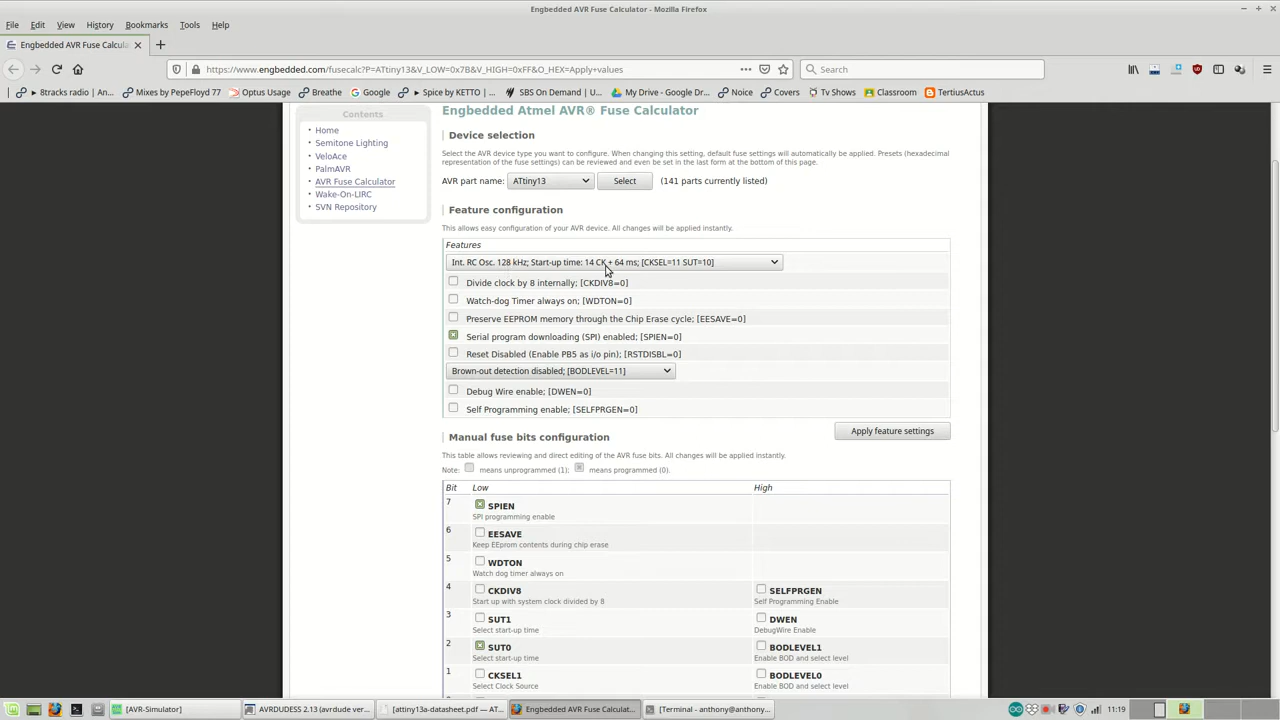 Engbedded AVR Fuse Calculator - Mozilla Firefox
File Edit View History Bookmarks Tools Help
Engbedded AVR Fuse Calcula
https://www.engbedded.com/fusecalc?P=ATtiny13&V_LOW=0x7B&V_HIGH=0xFF&O_HEX=Apply+values
Search
8tracks radio | An...
Mixes by PepeFloyd 77
Optus Usage
Breathe
Google
Spice by KETTO | ...
SBS On Demand | U...
My Drive - Google Dr...
Noice
Covers
Tv Shows
Classroom
TertiusActus
Contents
Home
Semitone Lighting
VeloAce
PalmAVR
AVR Fuse Calculator
Wake-On-LIRC
SVN Repository
Engbedded Atmel AVR® Fuse Calculator
Device selection
Select the AVR device type you want to configure. When changing this setting, default fuse settings will automatically be applied. Presets (hexadecimal
representation of the fuse settings) can be reviewed and even be set in the last form at the bottom of this page.
AVR part name: ATtiny13 Select (141 parts currently listed)
Feature configuration
This allows easy configuration of your AVR device. All changes will be applied instantly.
Features
Int. RC Osc. 128 kHz; Start-up time: 14 CK + 64 ms; [CKSEL=11 SUT=10]
Divide clock by 8 internally; [CKDIV8=0]
Watch-dog Timer always on; [WDTON=0]
Preserve EEPROM memory through the Chip Erase cycle; [EESAVE=0]
Serial program downloading (SPI) enabled; [SPIEN=0]
Reset Disabled (Enable PB5 as i/o pin); [RSTDISBL=0]
Brown-out detection disabled; [BODLEVEL=11]
Debug Wire enable; [DWEN=0]
Self Programming enable; [SELFPRGEN=0]
Apply feature settings
Manual fuse bits configuration
This table allows reviewing and direct editing of the AVR fuse bits. All changes will be applied instantly.
Note: means unprogrammed (1); means programmed (0).
Bit Low High
7 SPIEN
SPI programming enable
6 EESAVE
Keep EEprom contents during chip erase
5 WDTON
Watch dog timer always on
4 CKDIV8 SELFPRGEN
Start up with system clock divided by 8 Self Programming Enable
3 SUT1 DWEN
Select start-up time DebugWire Enable
2 SUT0 BODLEVEL1
Select start-up time Enable BOD and select level
1 CKSEL1 BODLEVEL0
Select Clock Source Enable BOD and select level
[AVR-Simulator]
AVRDUDESS 2.13 (avrdude ver...
[attiny13a-datasheet.pdf — AT...
Engbedded AVR Fuse Calculat...
[Terminal - anthony@anthony...
11:19